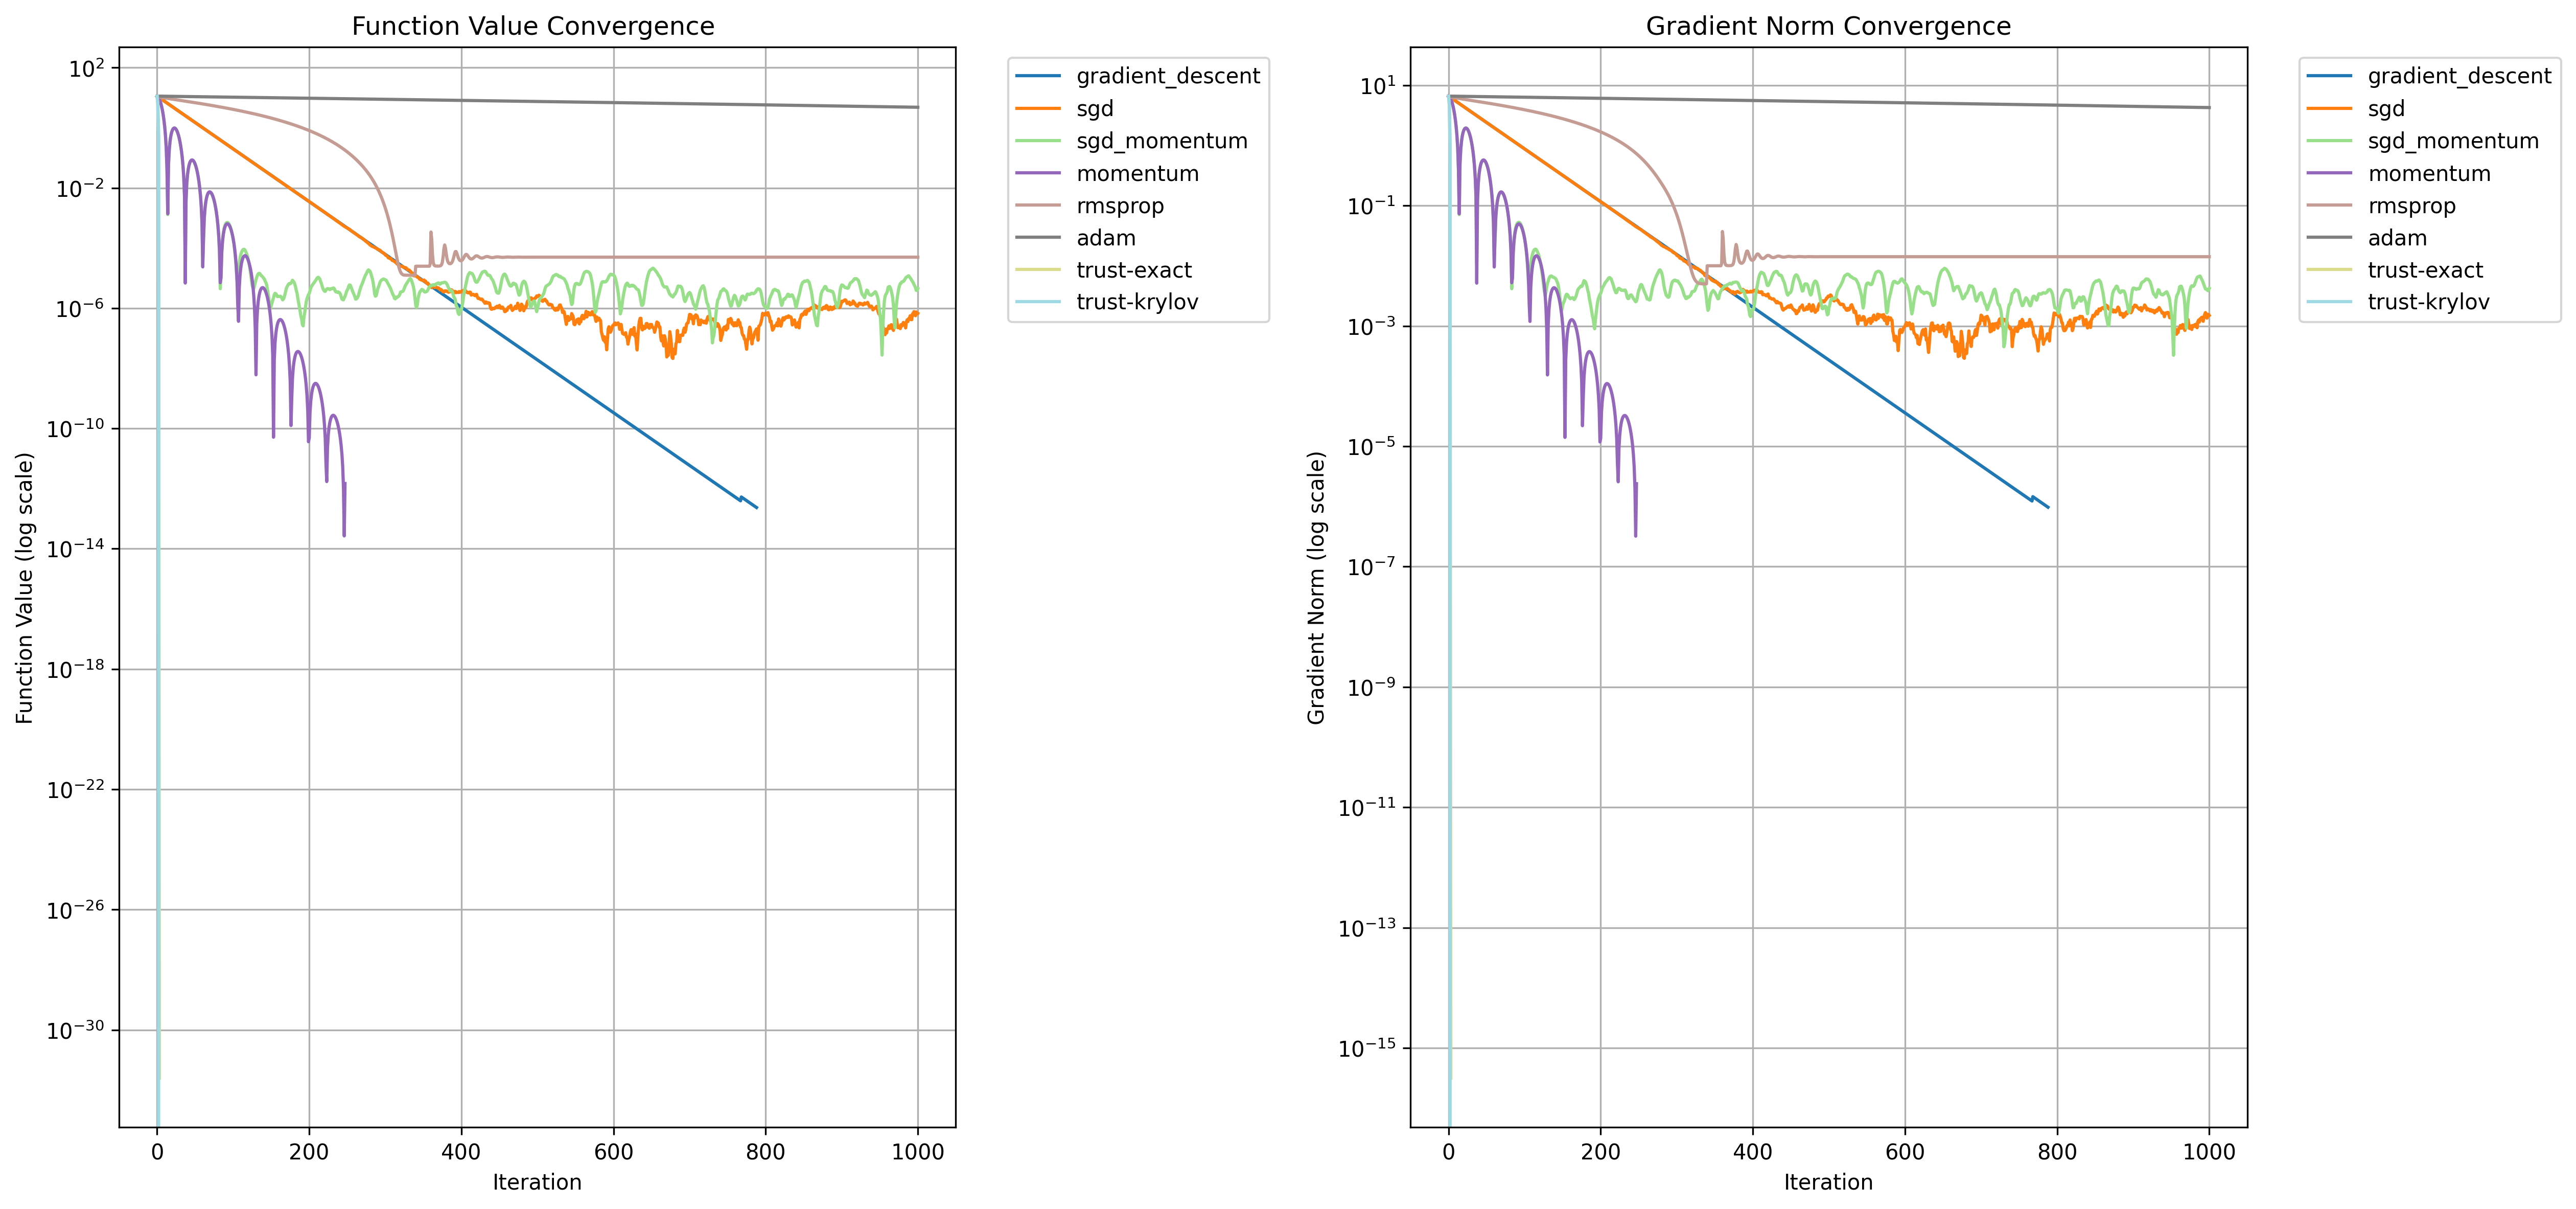 Function Value Convergence
Function Value (log scale)
10²
10⁻²
10⁻⁶
10⁻¹⁰
10⁻¹⁴
10⁻¹⁸
10⁻²²
10⁻²⁶
10⁻³⁰
0 200 400 600 800 1000
Iteration
gradient_descent
sgd
sgd_momentum
momentum
rmsprop
adam
trust-exact
trust-krylov
Gradient Norm Convergence
Gradient Norm (log scale)
10¹
10⁻¹
10⁻³
10⁻⁵
10⁻⁷
10⁻⁹
10⁻¹¹
10⁻¹³
10⁻¹⁵
0 200 400 600 800 1000
Iteration
gradient_descent
sgd
sgd_momentum
momentum
rmsprop
adam
trust-exact
trust-krylov